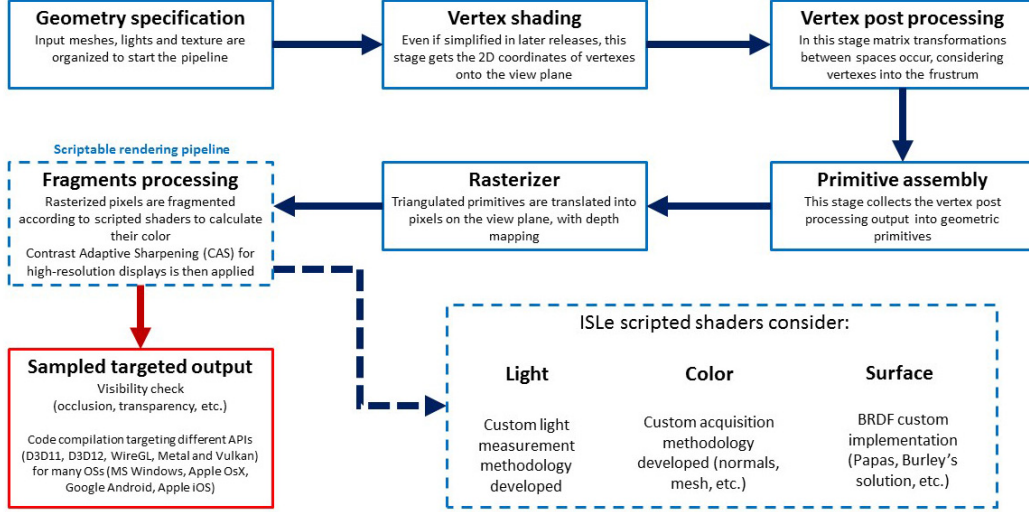 Geometry specification
Input meshes, lights and texture are
organized to start the pipeline
Vertex shading
Even if simplified in later releases, this
stage gets the 2D coordinates of vertexes
onto the view plane
Vertex post processing
In this stage matrix transformations
between spaces occur, considering
vertexes into the frustrum
Scriptable rendering pipeline
Fragments processing
Rasterized pixels are fragmented
according to scripted shaders to calculate
their color
Contrast Adaptive Sharpening (CAS) for
high-resolution displays is then applied
Rasterizer
Triangulated primitives are translated into
pixels on the view plane, with depth
mapping
Primitive assembly
This stage collects the vertex post
processing output into geometric
primitives
Sampled targeted output
Visibility check
(occlusion, transparency, etc.)
Code compilation targeting different APIs
(D3D11, D3D12, WireGL, Metal and Vulkan)
for many OSs (MS Windows, Apple OsX,
Google Android, Apple iOS)
ISLe scripted shaders consider:
Light
Custom light
measurement
methodology
developed
Color
Custom acquisition
methodology
developed (normals,
mesh, etc.)
Surface
BRDF custom
implementation
(Papas, Burley's
solution, etc.)